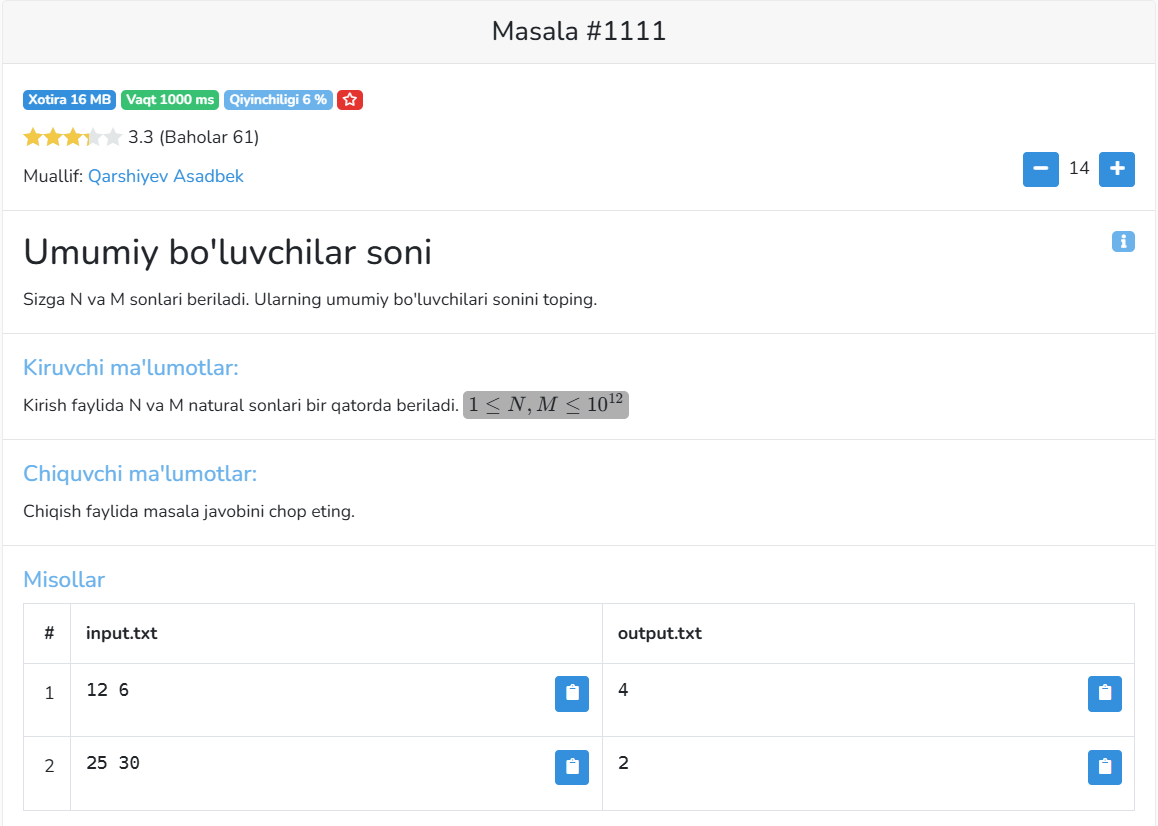 Masala #1111
Xotira 16 MB Vaqt 1000 ms Qiyinchiligi 6 %
3.3 (Baholar 61)
Muallif: Qarshiyev Asadbek
14
Umumiy bo'luvchilar soni
Sizga N va M sonlari beriladi. Ularning umumiy bo'luvchilari sonini toping.
Kiruvchi ma'lumotlar:
Kirish faylida N va M natural sonlari bir qatorda beriladi. 1 ≤ N, M ≤ 10¹²
Chiquvchi ma'lumotlar:
Chiqish faylida masala javobini chop eting.
Misollar
# input.txt output.txt
1 12 6 4
2 25 30 2